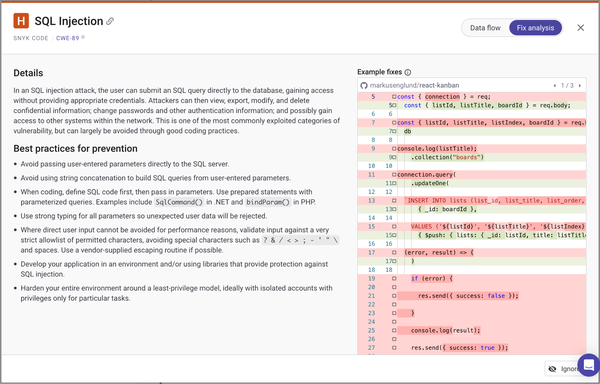 H SQL Injection
SNYK CODE | CWE-89
Data flow
Fix analysis
Details
In an SQL injection attack, the user can submit an SQL query directly to the database, gaining access
without providing appropriate credentials. Attackers can then view, export, modify, and delete
confidential information; change passwords and other authentication information; and possibly gain
access to other systems within the network. This is one of the most commonly exploited categories of
vulnerability, but can largely be avoided through good coding practices.
Best practices for prevention
• Avoid passing user-entered parameters directly to the SQL server.
• Avoid using string concatenation to build SQL queries from user-entered parameters.
• When coding, define SQL code first, then pass in parameters. Use prepared statements with
parameterized queries. Examples include SqlCommand() in .NET and bindParam() in PHP.
• Use strong typing for all parameters so unexpected user data will be rejected.
• Where direct user input cannot be avoided for performance reasons, validate input against a very
strict allowlist of permitted characters, avoiding special characters such as ? & / < > ; - ' " \
and spaces. Use a vendor-supplied escaping routine if possible.
• Develop your application in an environment and/or using libraries that provide protection against
SQL injection.
• Harden your entire environment around a least-privilege model, ideally with isolated accounts with
privileges only for particular tasks.
Example fixes
markusenglund/react-kanban
1 / 3
5 const { connection } = req;
5 const { listId, listTitle, boardId } = req.body;
6 6
7 const { listId, listTitle, listIndex, boardId } = req.
7 db
8 8
9 console.log(listTitle);
9 .collection("boards")
10 10
11 connection.query(
11 .updateOne(
12 12
13 `INSERT INTO lists (list_id, list_title, list_order,
13 { _id: boardId },
14 14
15 VALUES ('${listId}', '${listTitle}', '${listIndex}
15 { $push: { lists: { _id: listId, title: listTitl
16 16
17 (error, result) => {
17 )
18 18
19 if (error) {
20
21 res.send({ success: false });
22
23 }
24
25 console.log(result);
26
27 res.send({ success: true });
Ignor